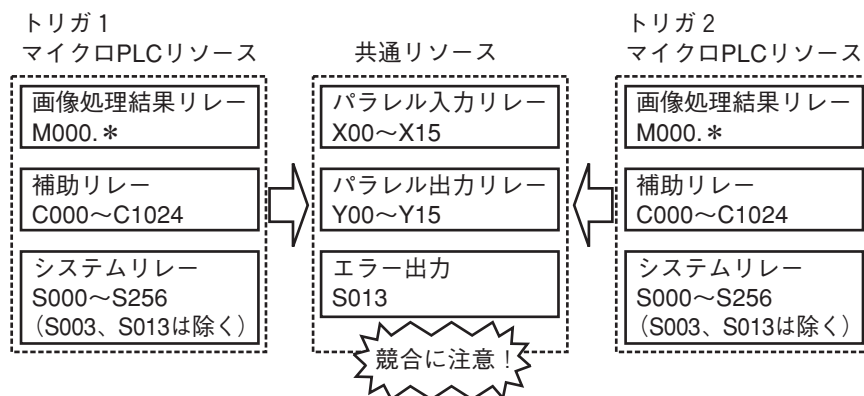 トリガ1
マイクロPLCリソース
画像処理結果リレー
M000.＊
補助リレー
C000〜C1024
システムリレー
S000〜S256
（S003、S013は除く）
共通リソース
パラレル入力リレー
X00〜X15
パラレル出力リレー
Y00〜Y15
エラー出力
S013
競合に注意！
トリガ2
マイクロPLCリソース
画像処理結果リレー
M000.＊
補助リレー
C000〜C1024
システムリレー
S000〜S256
（S003、S013は除く）